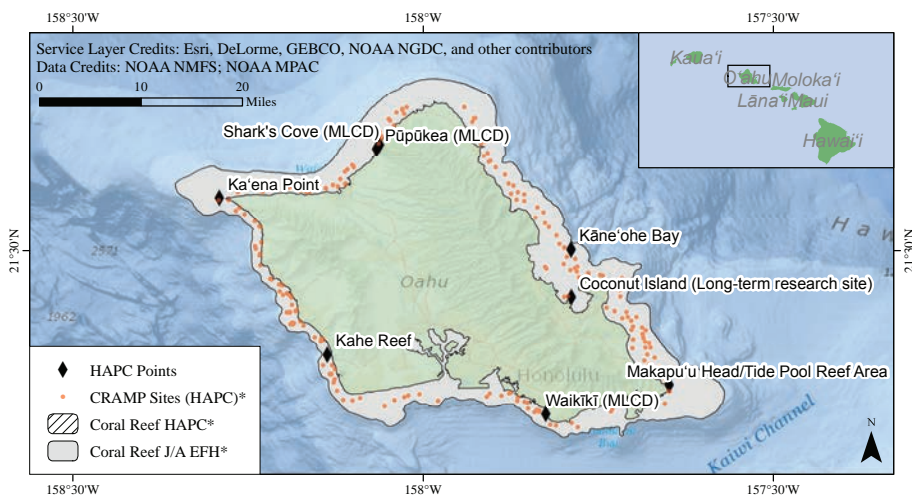 158°30'W
158°W
157°30'W
Service Layer Credits: Esri, DeLorme, GEBCO, NOAA NGDC, and other contributors
Data Credits: NOAA NMFS; NOAA MPAC
0 10 20
Miles
Kaua'i
O'ahu
Moloka'i
Lāna'i
Maui
Hawai'i
Shark's Cove (MLCD)
Pūpūkea (MLCD)
Ka'ena Point
Kāne'ohe Bay
21°30'N
21°30'N
2571
Oahu
Coconut Island (Long-term research site)
1962
Kahe Reef
Honolulu
Makapu'u Head/Tide Pool Reef Area
Waikīkī (MLCD)
Kaiwi Channel
HAPC Points
CRAMP Sites (HAPC)*
Coral Reef HAPC*
Coral Reef J/A EFH*
N
158°30'W
158°W
157°30'W